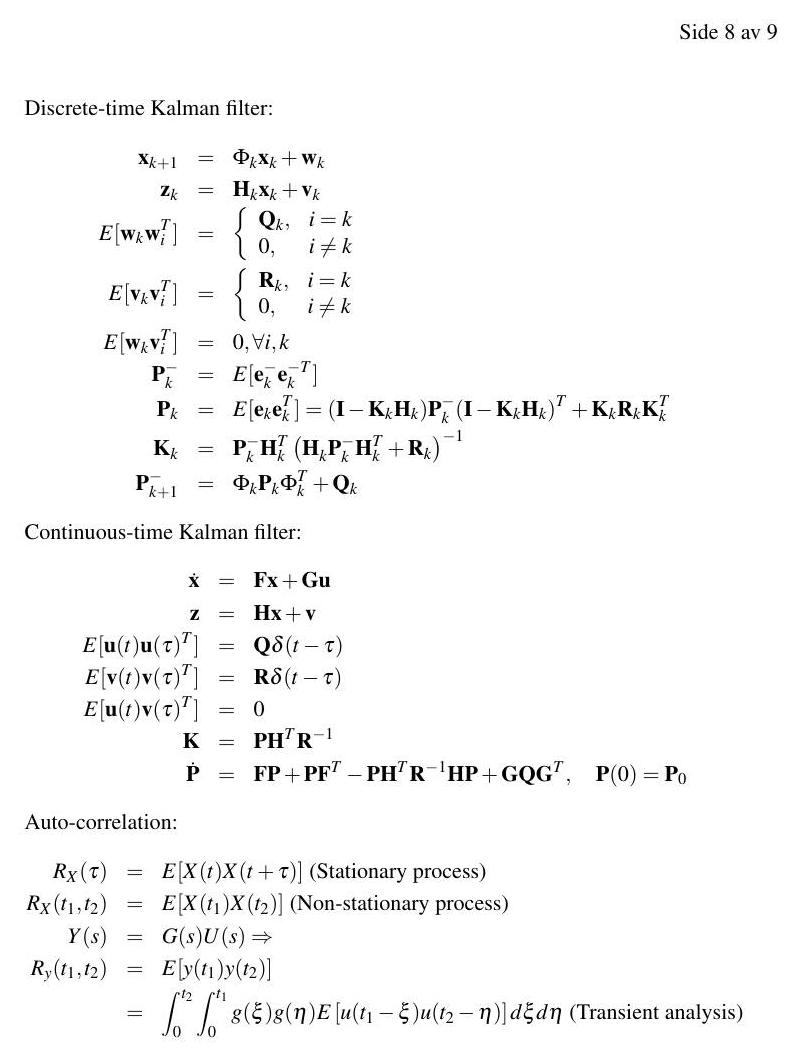 Side 8 av 9
Discrete-time Kalman filter:
x_{k+1} = Φ_k x_k + w_k
z_k = H_k x_k + v_k
E[w_k w_i^T] = { Q_k, i = k
0, i ≠ k
E[v_k v_i^T] = { R_k, i = k
0, i ≠ k
E[w_k v_i^T] = 0, ∀i, k
P_k^- = E[e_k^- e_k^{-T}]
P_k = E[e_k e_k^T] = (I − K_k H_k)P_k^-(I − K_k H_k)^T + K_k R_k K_k^T
K_k = P_k^- H_k^T (H_k P_k^- H_k^T + R_k)^{-1}
P_{k+1}^- = Φ_k P_k Φ_k^T + Q_k
Continuous-time Kalman filter:
ẋ = Fx + Gu
z = Hx + v
E[u(t)u(τ)^T] = Qδ(t − τ)
E[v(t)v(τ)^T] = Rδ(t − τ)
E[u(t)v(τ)^T] = 0
K = PH^T R^{-1}
Ṗ = FP + PF^T − PH^T R^{-1}HP + GQG^T, P(0) = P_0
Auto-correlation:
R_X(τ) = E[X(t)X(t + τ)] (Stationary process)
R_X(t_1, t_2) = E[X(t_1)X(t_2)] (Non-stationary process)
Y(s) = G(s)U(s) ⇒
R_y(t_1, t_2) = E[y(t_1)y(t_2)]
= ∫_0^{t_2} ∫_0^{t_1} g(ξ)g(η)E[u(t_1 − ξ)u(t_2 − η)]dξdη (Transient analysis)